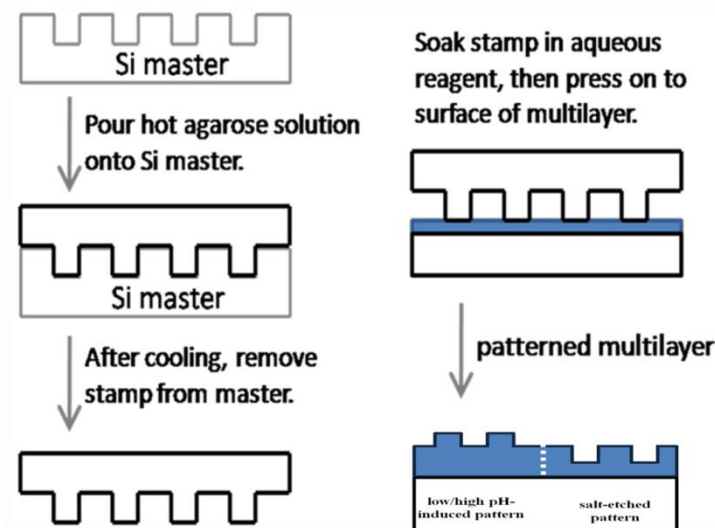 Si master
Pour hot agarose solution
onto Si master.
Si master
After cooling, remove
stamp from master.
Soak stamp in aqueous
reagent, then press on to
surface of multilayer.
patterned multilayer
low/high pH-
induced pattern
salt-etched
pattern